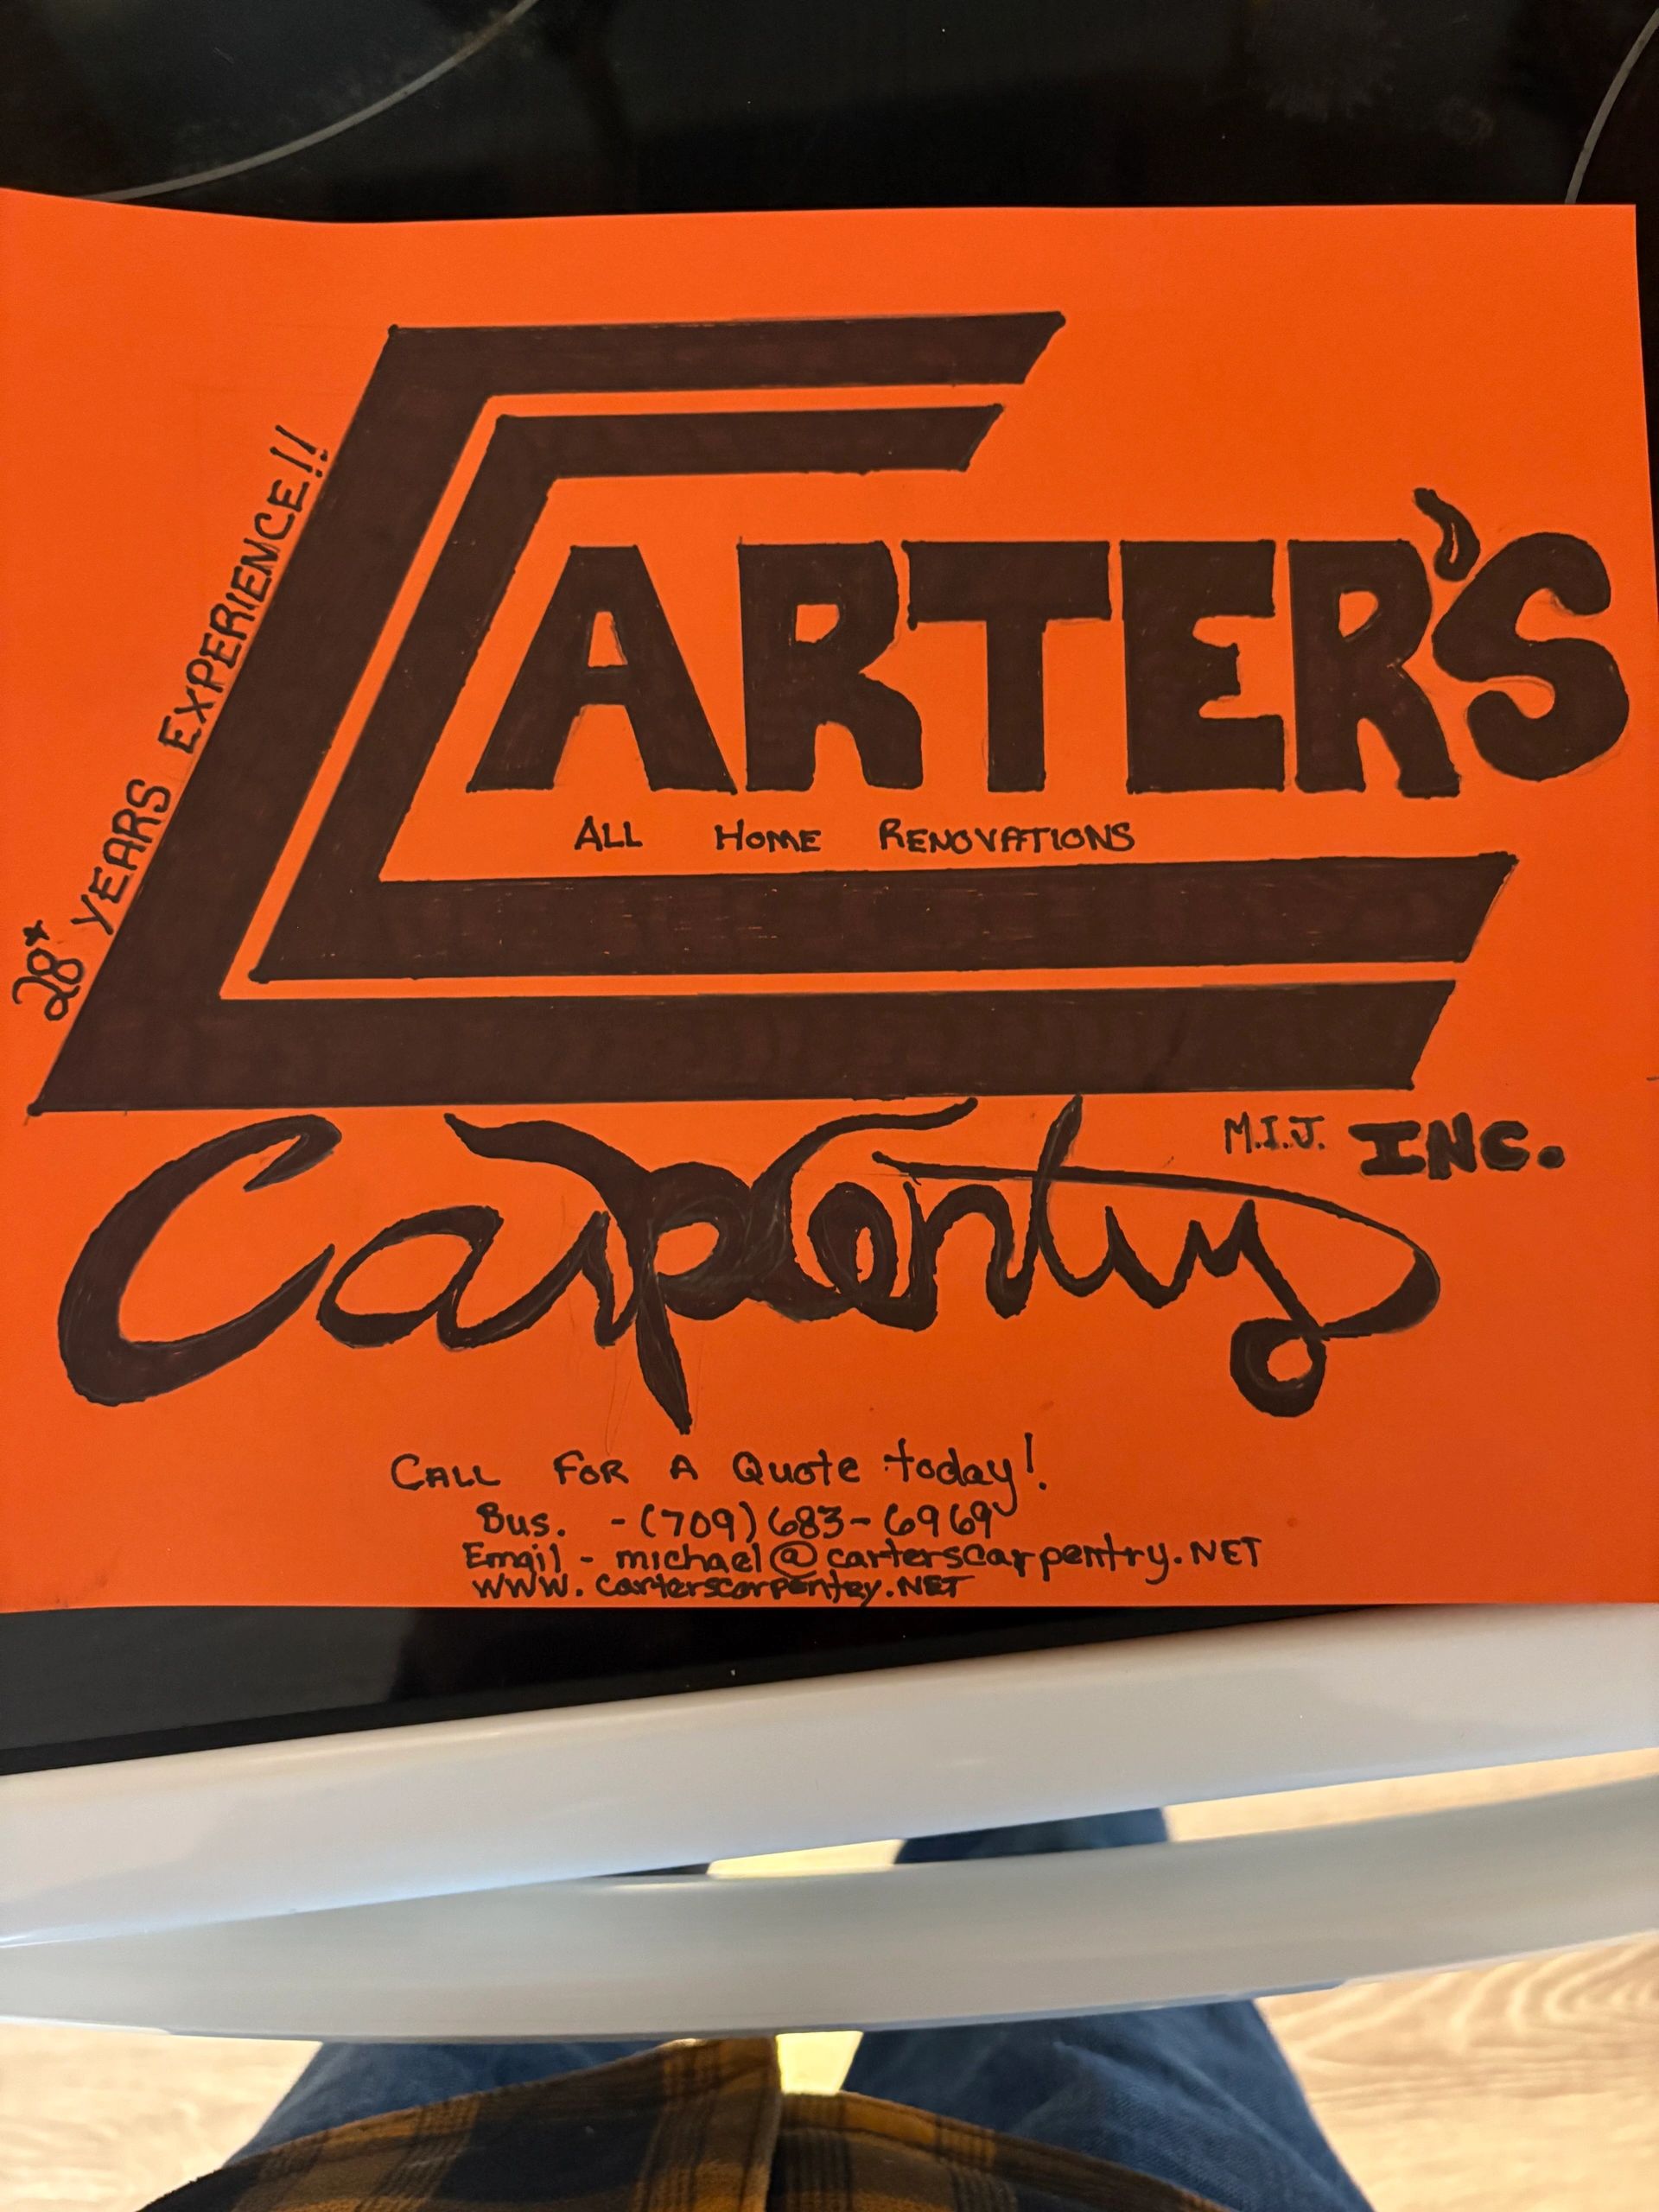 28+ YEARS EXPERIENCE!!
CARTER'S
ALL HOME RENOVATIONS
Carpentry M.I.J. INC.
CALL FOR A Quote today!
Bus. - (709) 683-6969
Email - michael@carterscarpentry.NET
WWW.carterscarpentry.NET